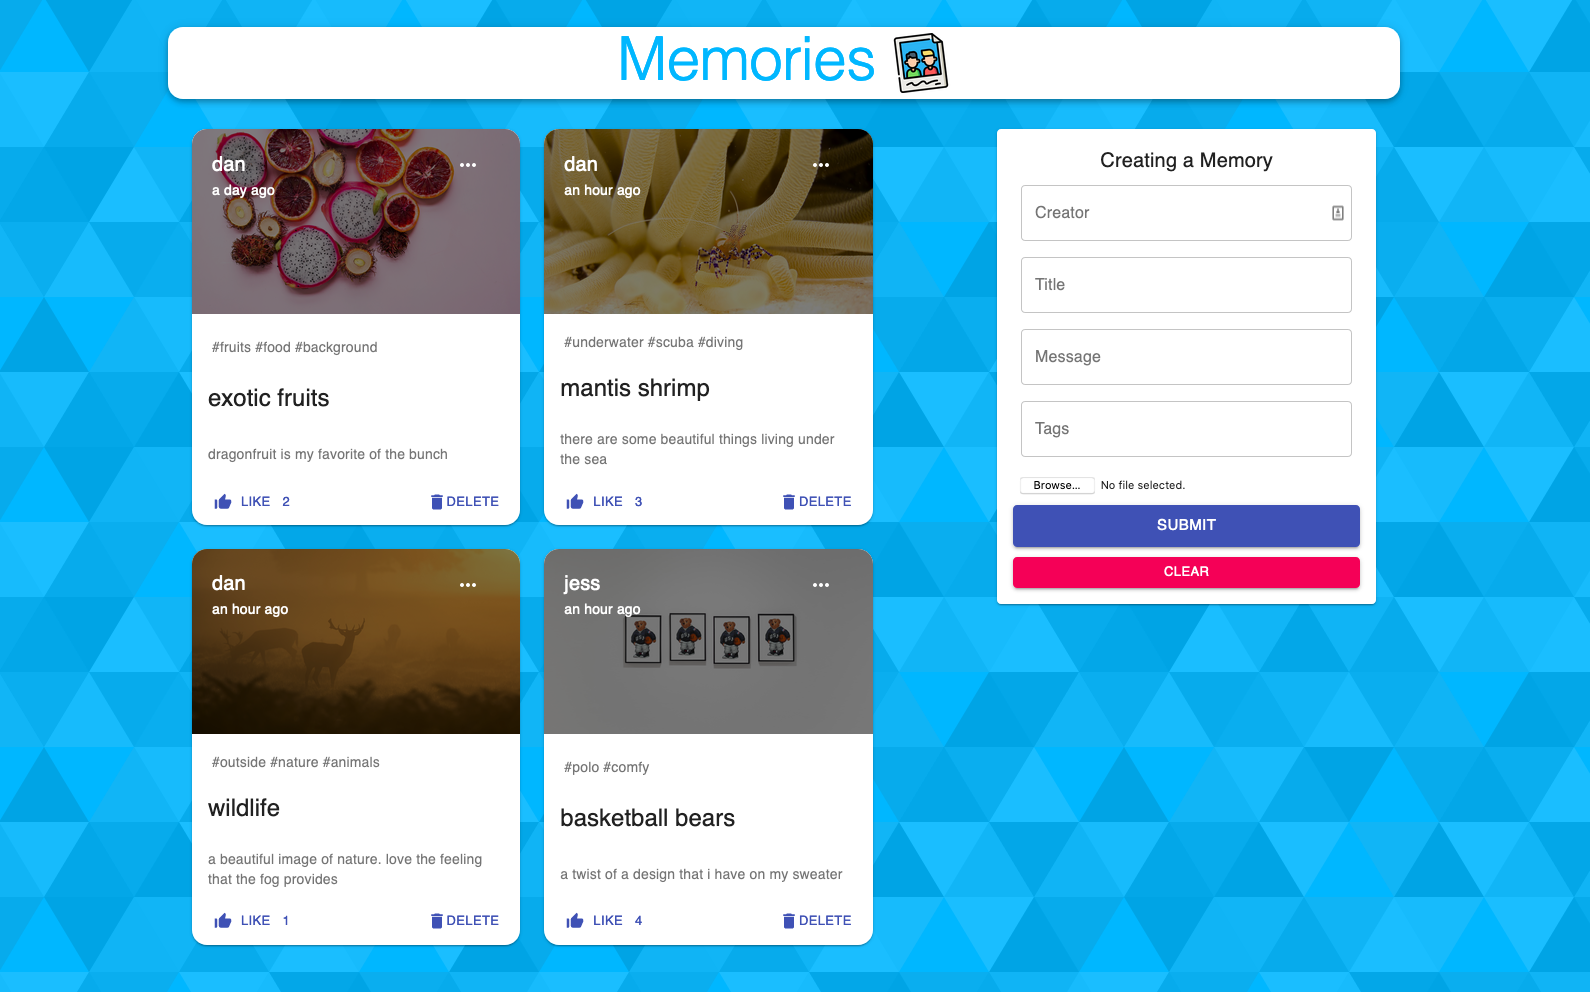 Memories
dan
a day ago
#fruits #food #background
exotic fruits
dragonfruit is my favorite of the bunch
LIKE 2
DELETE
dan
an hour ago
#underwater #scuba #diving
mantis shrimp
there are some beautiful things living under
the sea
LIKE 3
DELETE
dan
an hour ago
#outside #nature #animals
wildlife
a beautiful image of nature. love the feeling
that the fog provides
LIKE 1
DELETE
jess
an hour ago
#polo #comfy
basketball bears
a twist of a design that i have on my sweater
LIKE 4
DELETE
Creating a Memory
Creator
Title
Message
Tags
Browse... No file selected.
SUBMIT
CLEAR